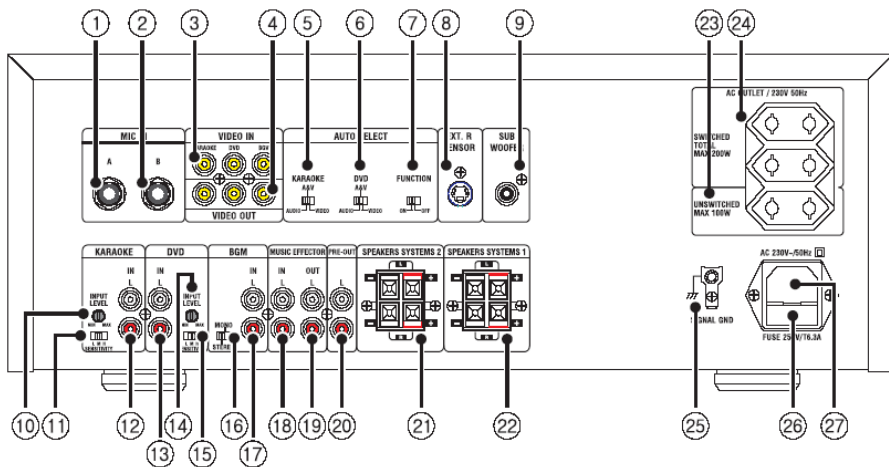 1 2 3 4 5 6 7 8 9 23 24
AC OUTLET / 230V 50Hz
MIC IN
VIDEO IN
AUTO SELECT
EXT. R
SENSOR
SUB
WOOFER
A B
KARAOKE DVD BGM
SWITCHED
TOTAL
MAX 200W
KARAOKE
A&V
DVD
A&V
FUNCTION
AUDIO VIDEO
AUDIO VIDEO
ON OFF
UNSWITCHED
MAX 100W
VIDEO OUT
KARAOKE DVD BGM MUSIC EFFECTOR PRE-OUT SPEAKERS SYSTEMS 2 SPEAKERS SYSTEMS 1
AC 230V~/50Hz
IN IN IN IN OUT
L L L L L L
L L
INPUT
LEVEL
INPUT
LEVEL
MIN MAX
MIN MAX
MONO
STEREO
L M H
SENSITIVITY
L M H
R R
SIGNAL GND
FUSE 250V/T6.3A
10 11 12 13 14 15 16 17 18 19 20 21 22 25 26 27